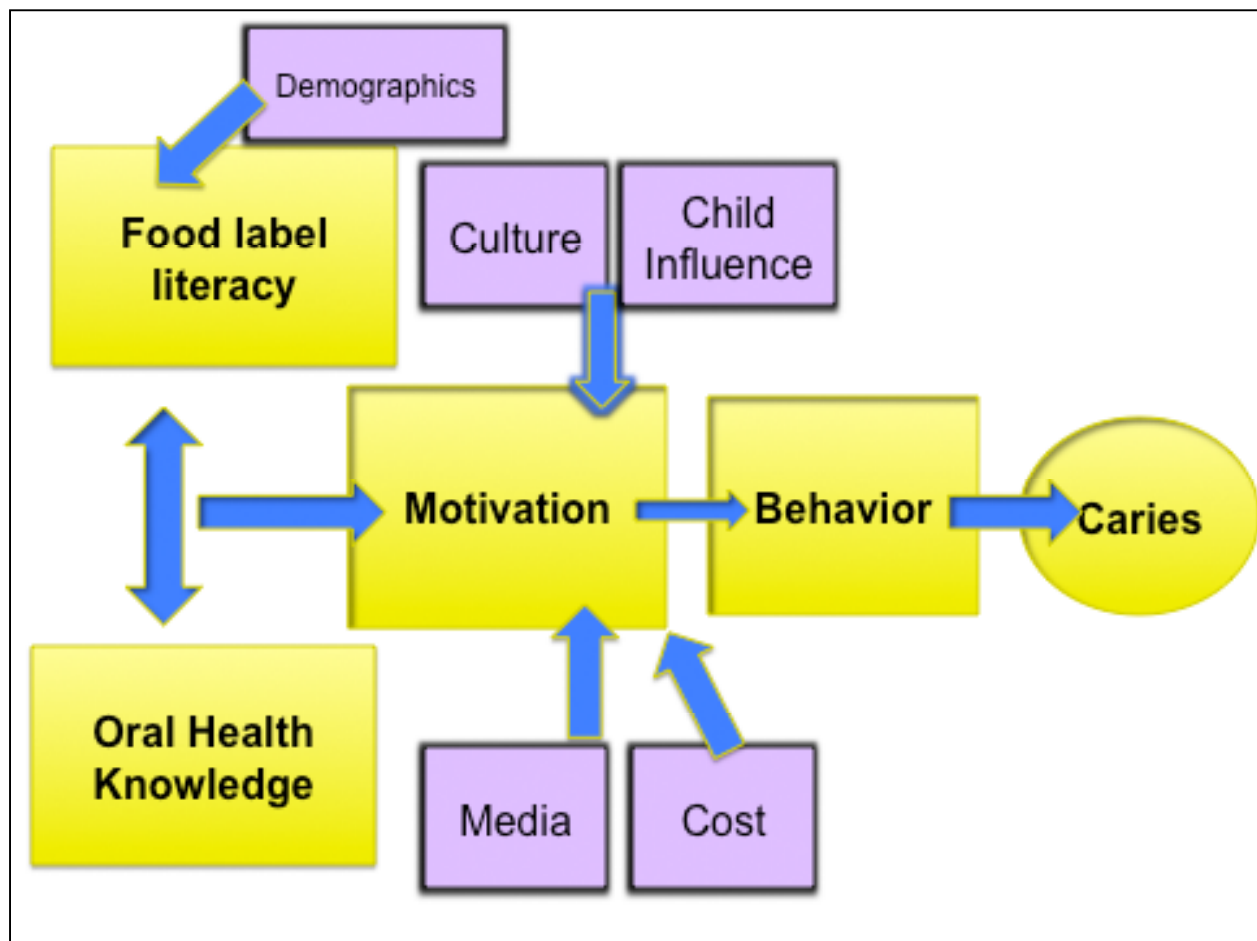 Demographics
Food label
literacy
Culture
Child
Influence
Motivation
Behavior
Caries
Oral Health
Knowledge
Media
Cost